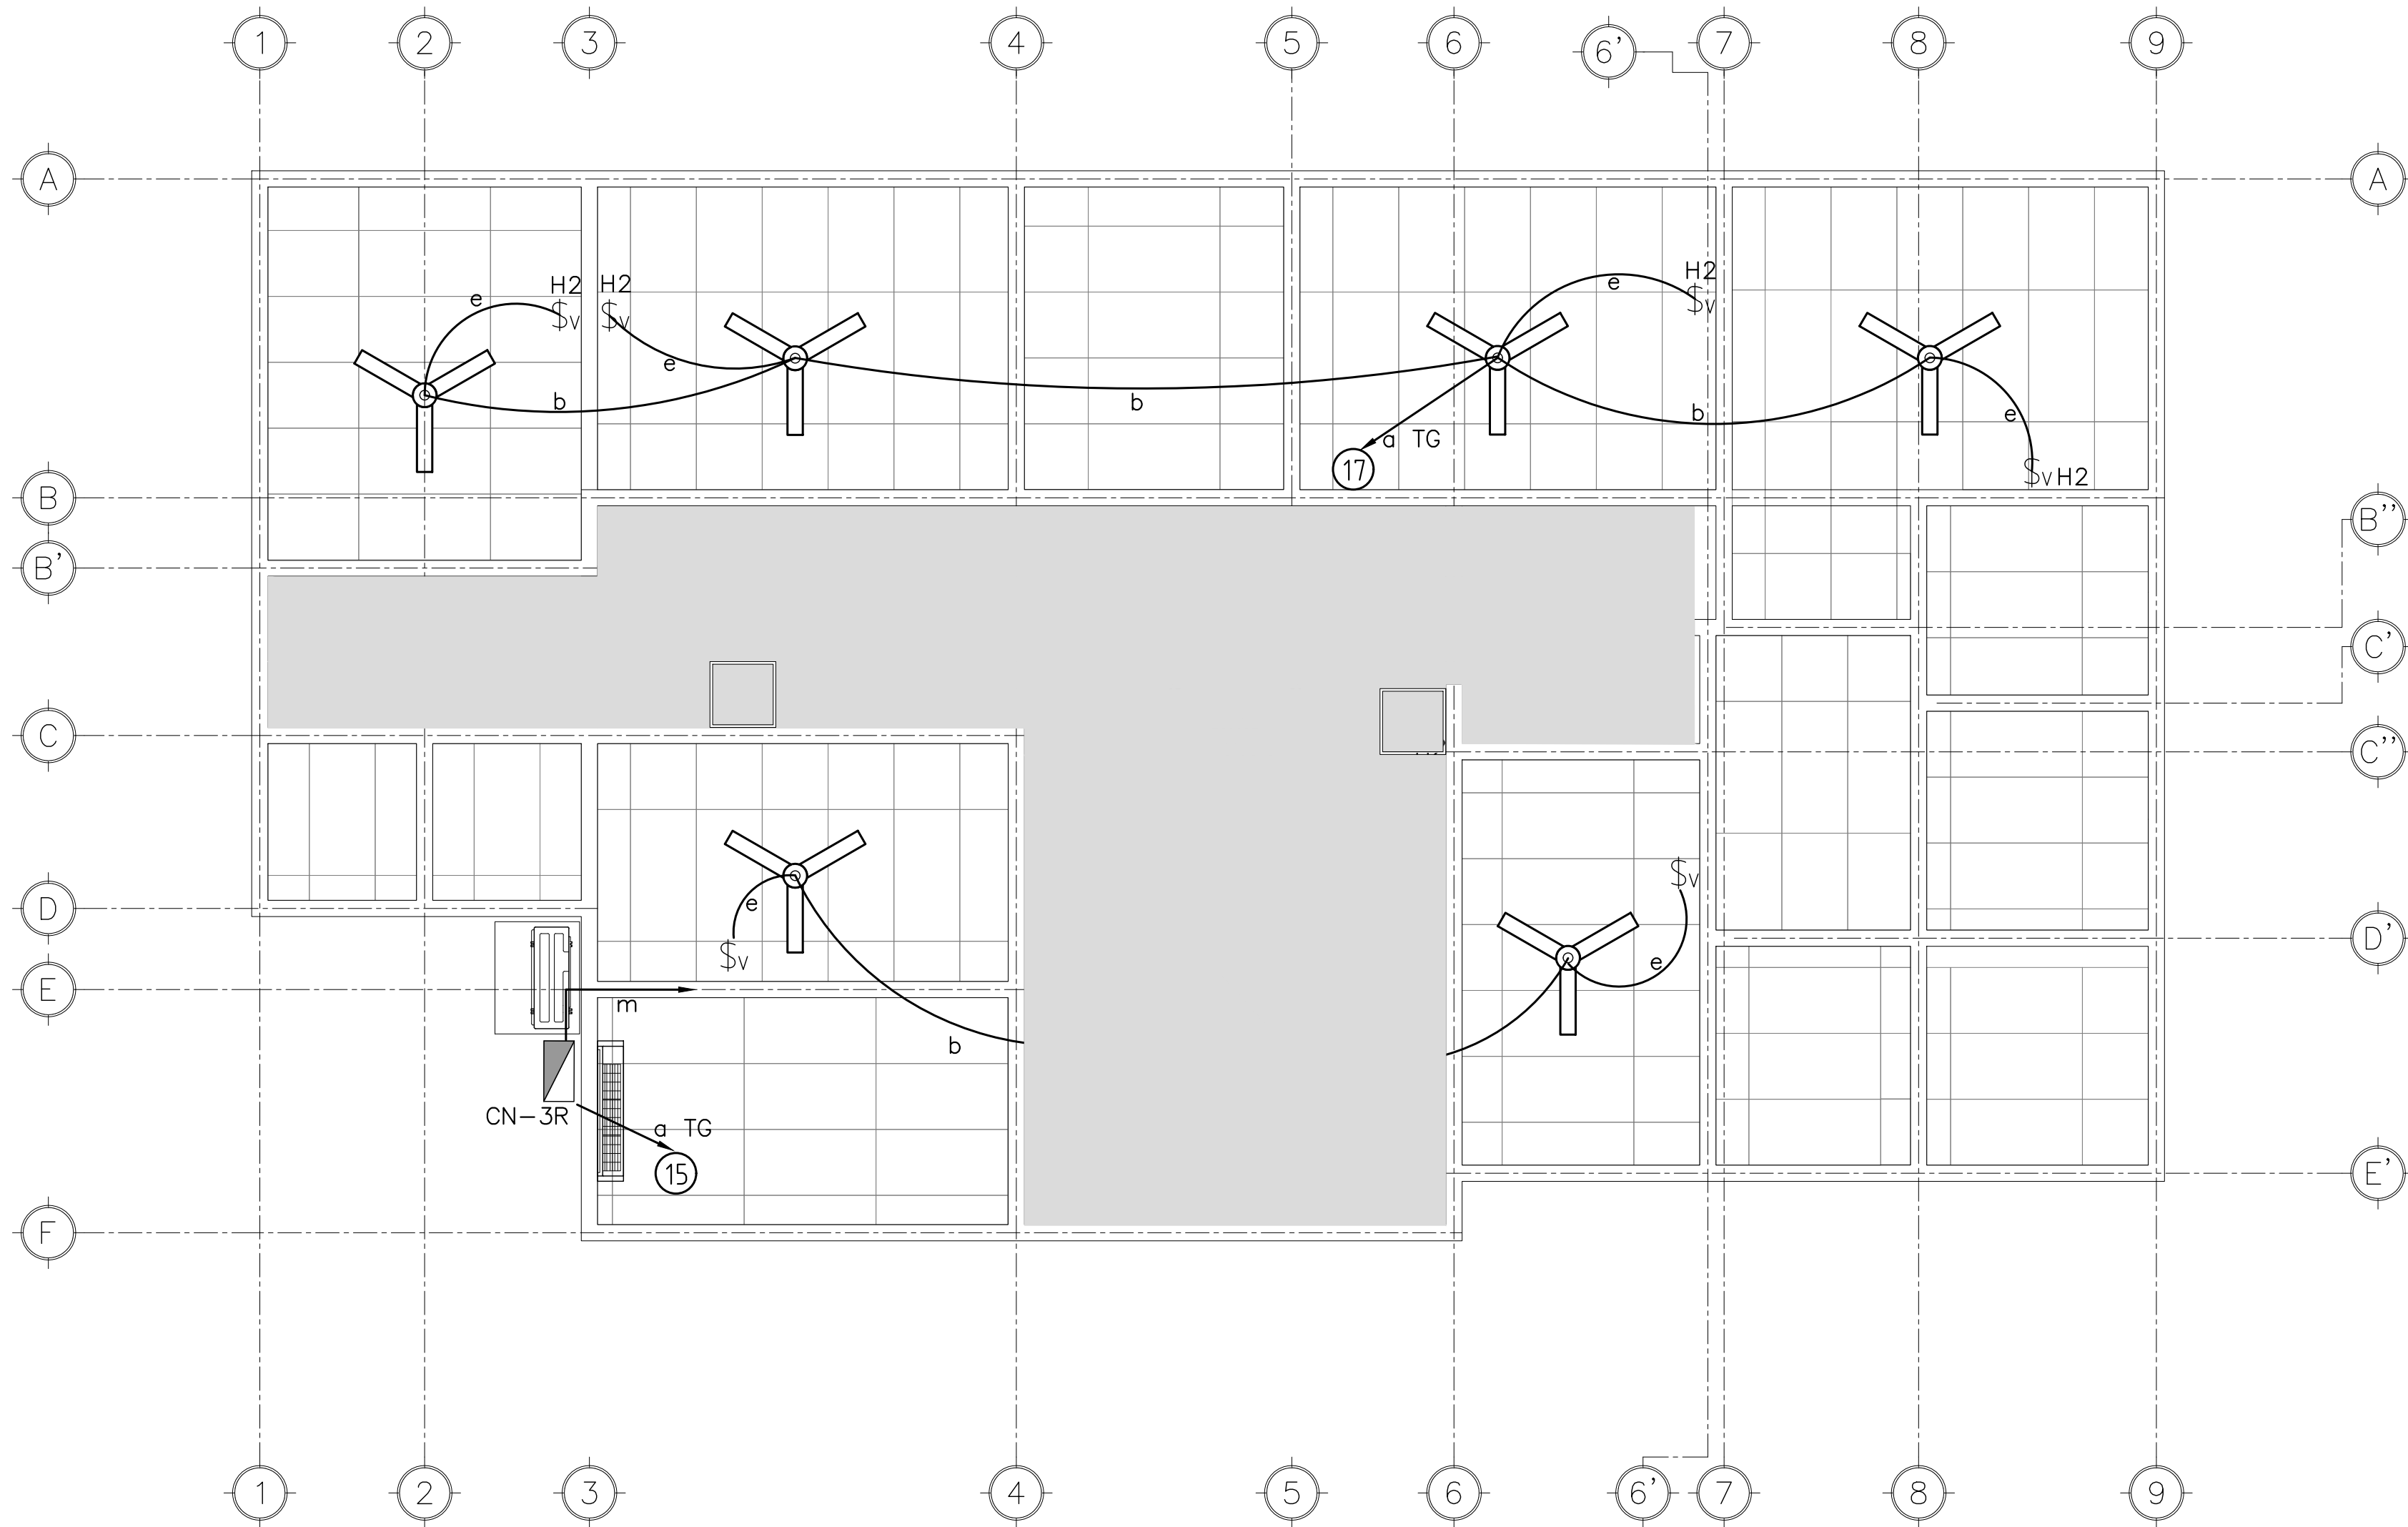 1 2 3 4 5 6 6' 7 8 9
A A
H2 H2 H2
e e
$V $V $V
e
b b b e
a TG
17
$V H2
B B''
B'
C'
C C''
$V
e
D D'
$V e
E
m
b
CN-3R
a TG
15
E'
F
1 2 3 4 5 6 6' 7 8 9